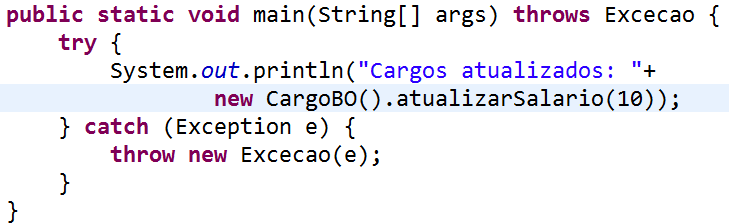 public static void main(String[] args) throws Excecao {
try {
System.out.println("Cargos atualizados: "+
new CargoBO().atualizarSalario(10));
} catch (Exception e) {
throw new Excecao(e);
}
}